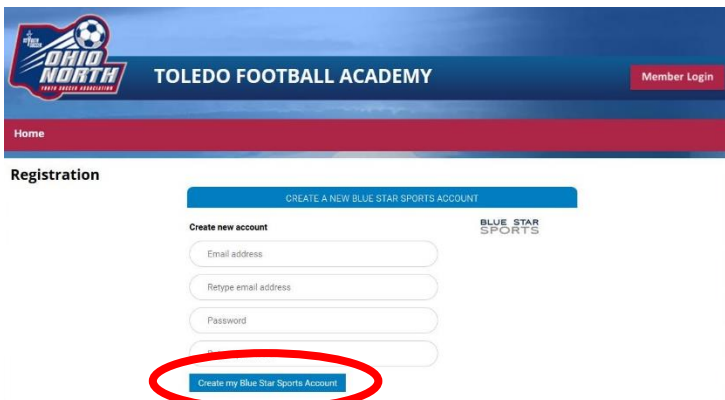 OHIO
NORTH
YOUTH SOCCER ASSOCIATION
TOLEDO FOOTBALL ACADEMY
Member Login
Home
Registration
CREATE A NEW BLUE STAR SPORTS ACCOUNT
Create new account
BLUE STAR
SPORTS
Email address
Retype email address
Password
Create my Blue Star Sports Account